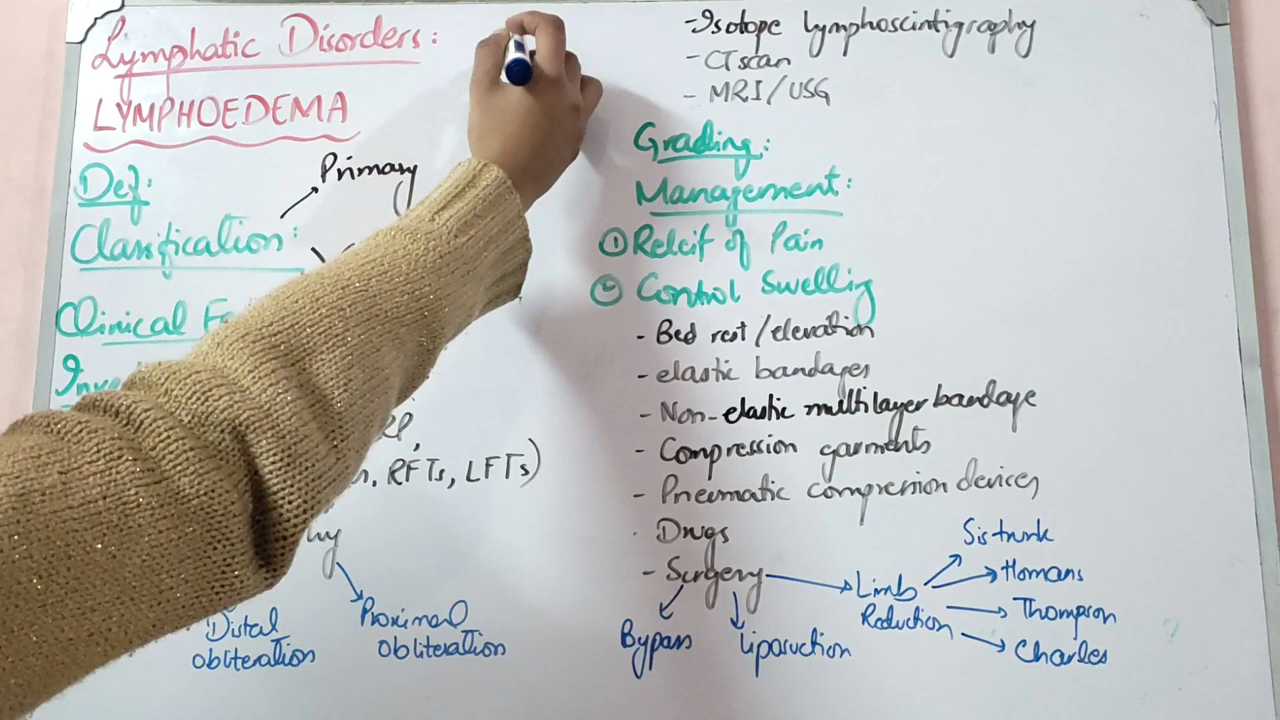 Lymphatic Disorders:
LYMPHOEDEMA
Def:
Primary
Classification:
Clinical
RFTs, LFTs)
Distal
obliteration
Proximal
obliteration
-Isotope lymphoscintigraphy
-CT scan
- MRI/USG
Grading:
Management:
① Releif of Pain
② Control Swelling
- Bed rest/elevation
- elastic bandages
- Non-elastic multilayer bandage
- Compression garments
- Pneumatic compression devices
- Drugs
- Surgery
Bypass
Liposuction
Limb
Reduction
Sistrunk
Homans
Thompson
Charles